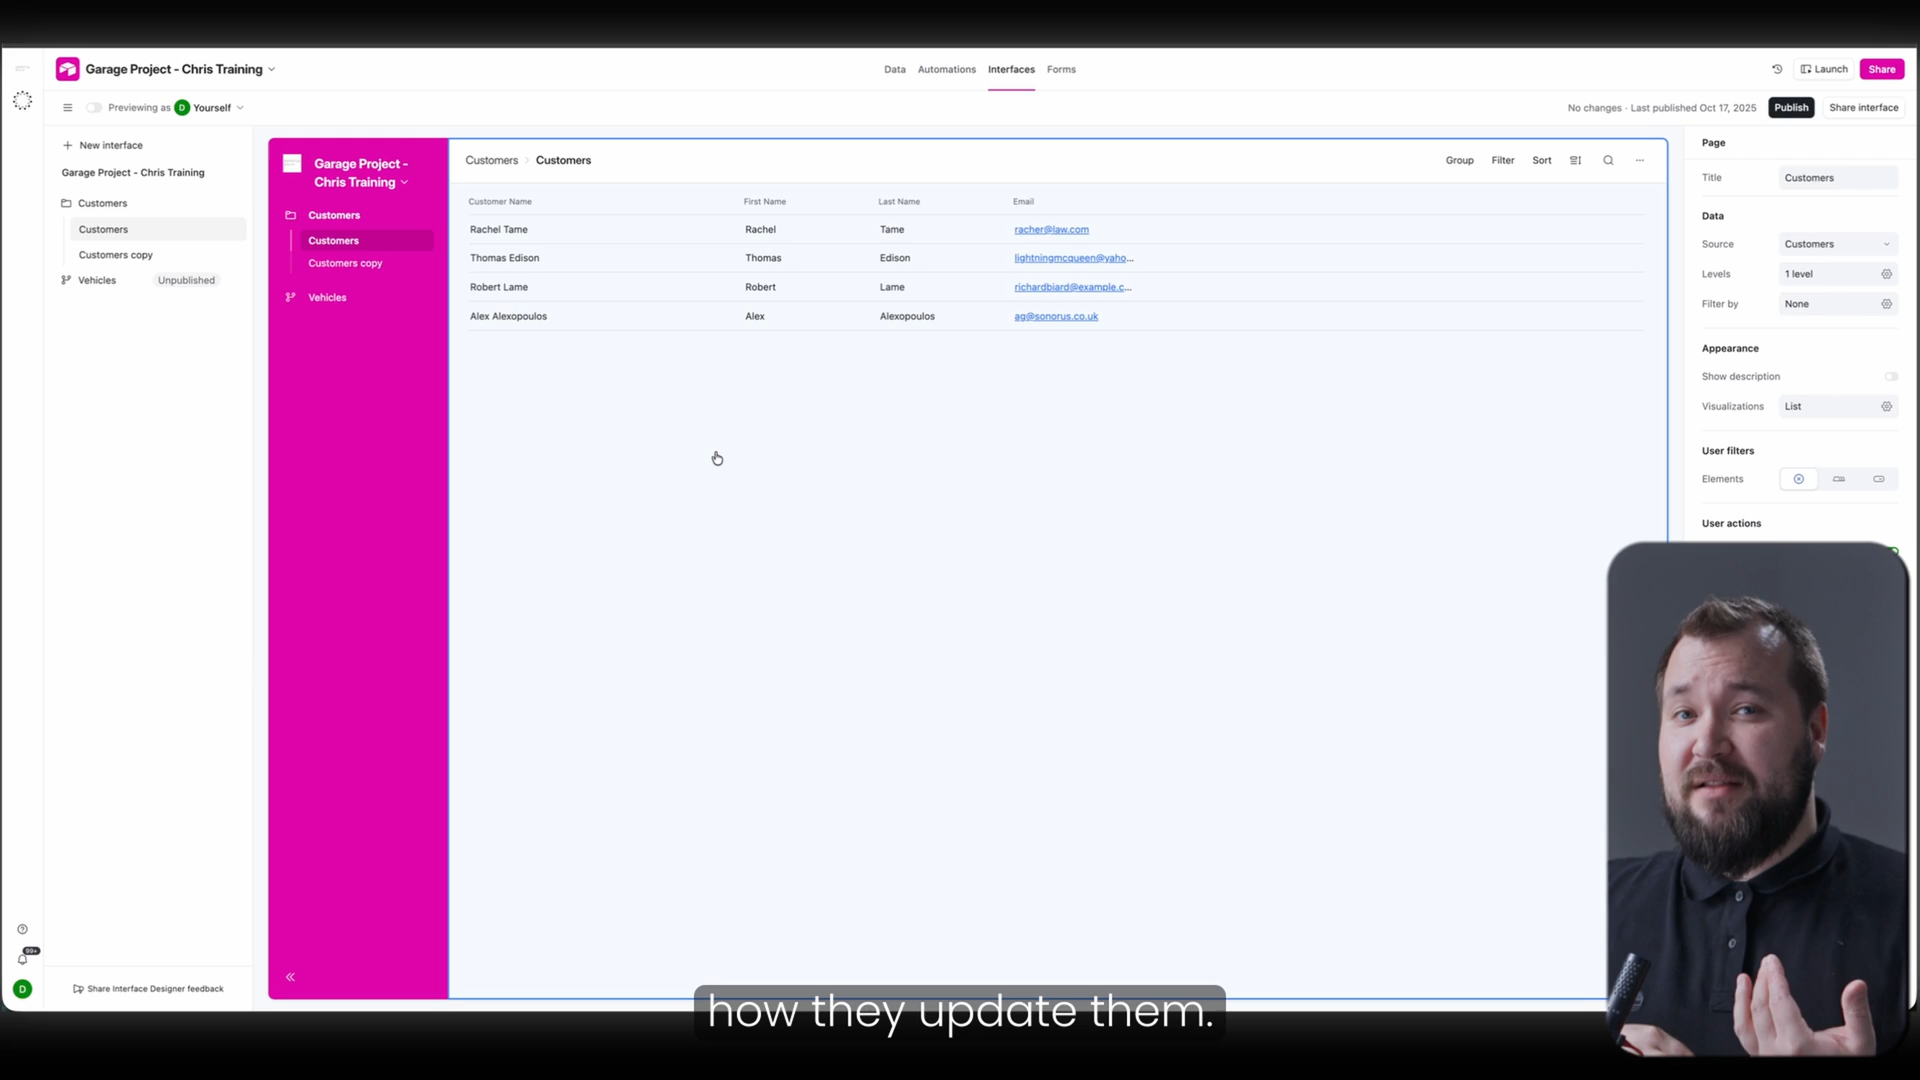 Garage Project - Chris Training
Data
Automations
Interfaces
Forms
Launch
Share
Previewing as
D
Yourself
No changes · Last published Oct 17, 2025
Publish
Share interface
New interface
Garage Project - Chris Training
Customers
Customers
Customers copy
Vehicles
Unpublished
Garage Project -
Chris Training
Customers
Customers
Customers copy
Vehicles
Customers
Customers
Group
Filter
Sort
Customer Name
First Name
Last Name
Email
Rachel Tame
Rachel
Tame
racher@law.com
Thomas Edison
Thomas
Edison
lightningmcqueen@yaho...
Robert Lame
Robert
Lame
richardbiard@example.c...
Alex Alexopoulos
Alex
Alexopoulos
ag@sonorus.co.uk
Page
Title
Customers
Data
Source
Customers
Levels
1 level
Filter by
None
Appearance
Show description
Visualizations
List
User filters
Elements
User actions
99+
D
Share Interface Designer feedback
how they update them.